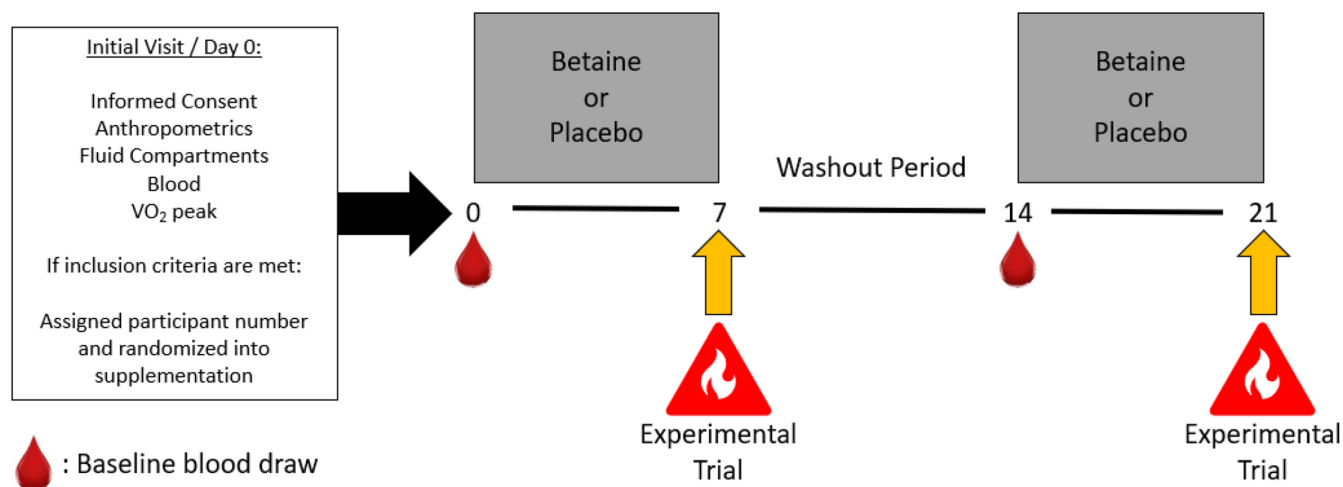 Initial Visit / Day 0:
Informed Consent
Anthropometrics
Fluid Compartments
Blood
VO₂ peak
If inclusion criteria are met:
Assigned participant number
and randomized into
supplementation
: Baseline blood draw
Betaine
or
Placebo
Washout Period
Betaine
or
Placebo
0
7
14
21
Experimental
Trial
Experimental
Trial